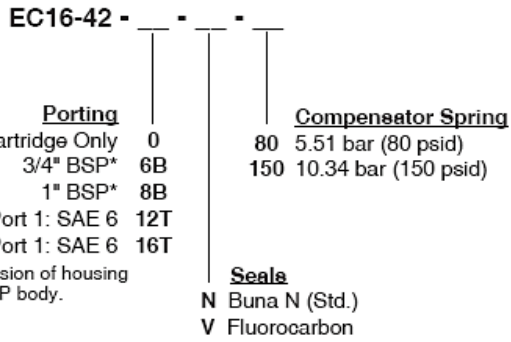 EC16-42 - __ - __ - __
Porting
artridge Only 0
3/4" BSP* 6B
1" BSP* 8B
Port 1: SAE 6 12T
Port 1: SAE 6 16T
sion of housing
P body.
Compensator Spring
80 5.51 bar (80 psid)
150 10.34 bar (150 psid)
Seals
N Buna N (Std.)
V Fluorocarbon